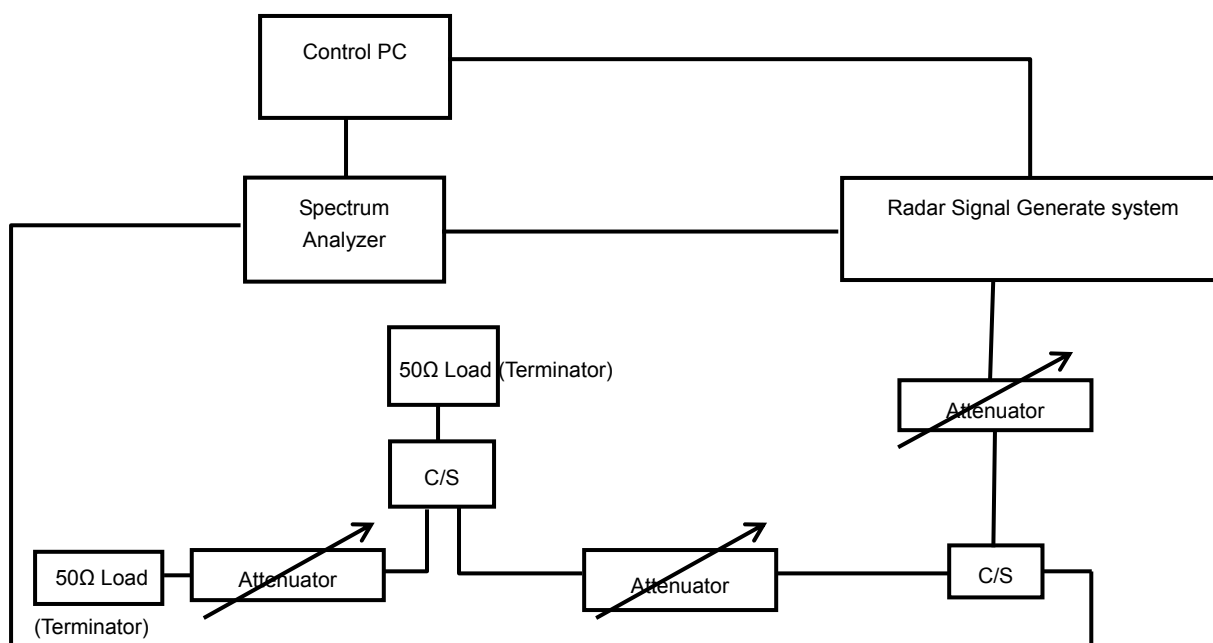 Control PC
Spectrum
Analyzer
Radar Signal Generate system
50Ω Load (Terminator)
Attenuator
C/S
50Ω Load
(Terminator)
Attenuator
Attenuator
C/S